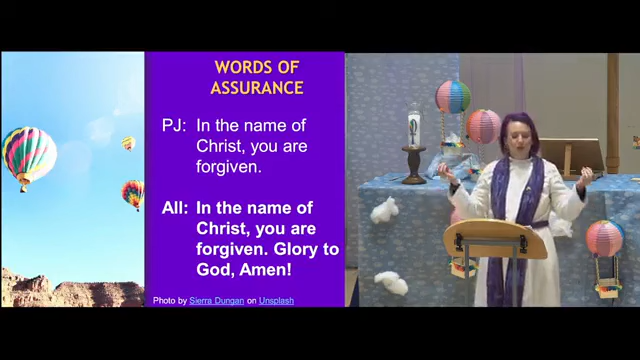 WORDS OF
ASSURANCE
PJ: In the name of
Christ, you are
forgiven.
All: In the name of
Christ, you are
forgiven. Glory to
God, Amen!
Photo by Sierra Dungan on Unsplash